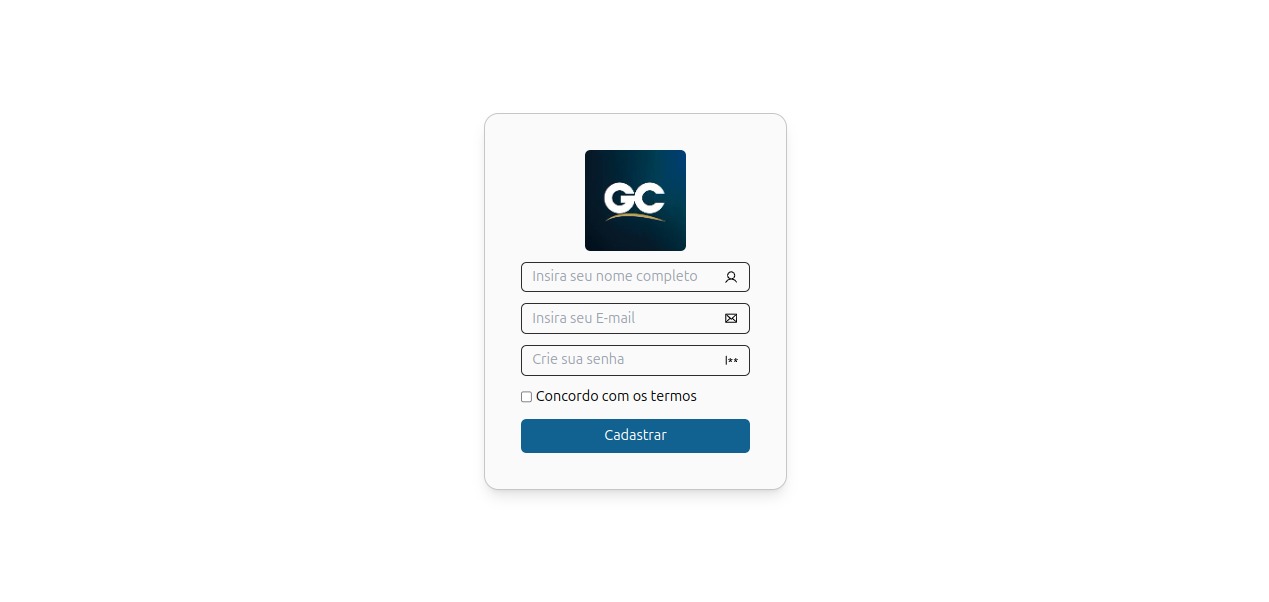 GC
Insira seu nome completo
Insira seu E-mail
Crie sua senha
Concordo com os termos
Cadastrar